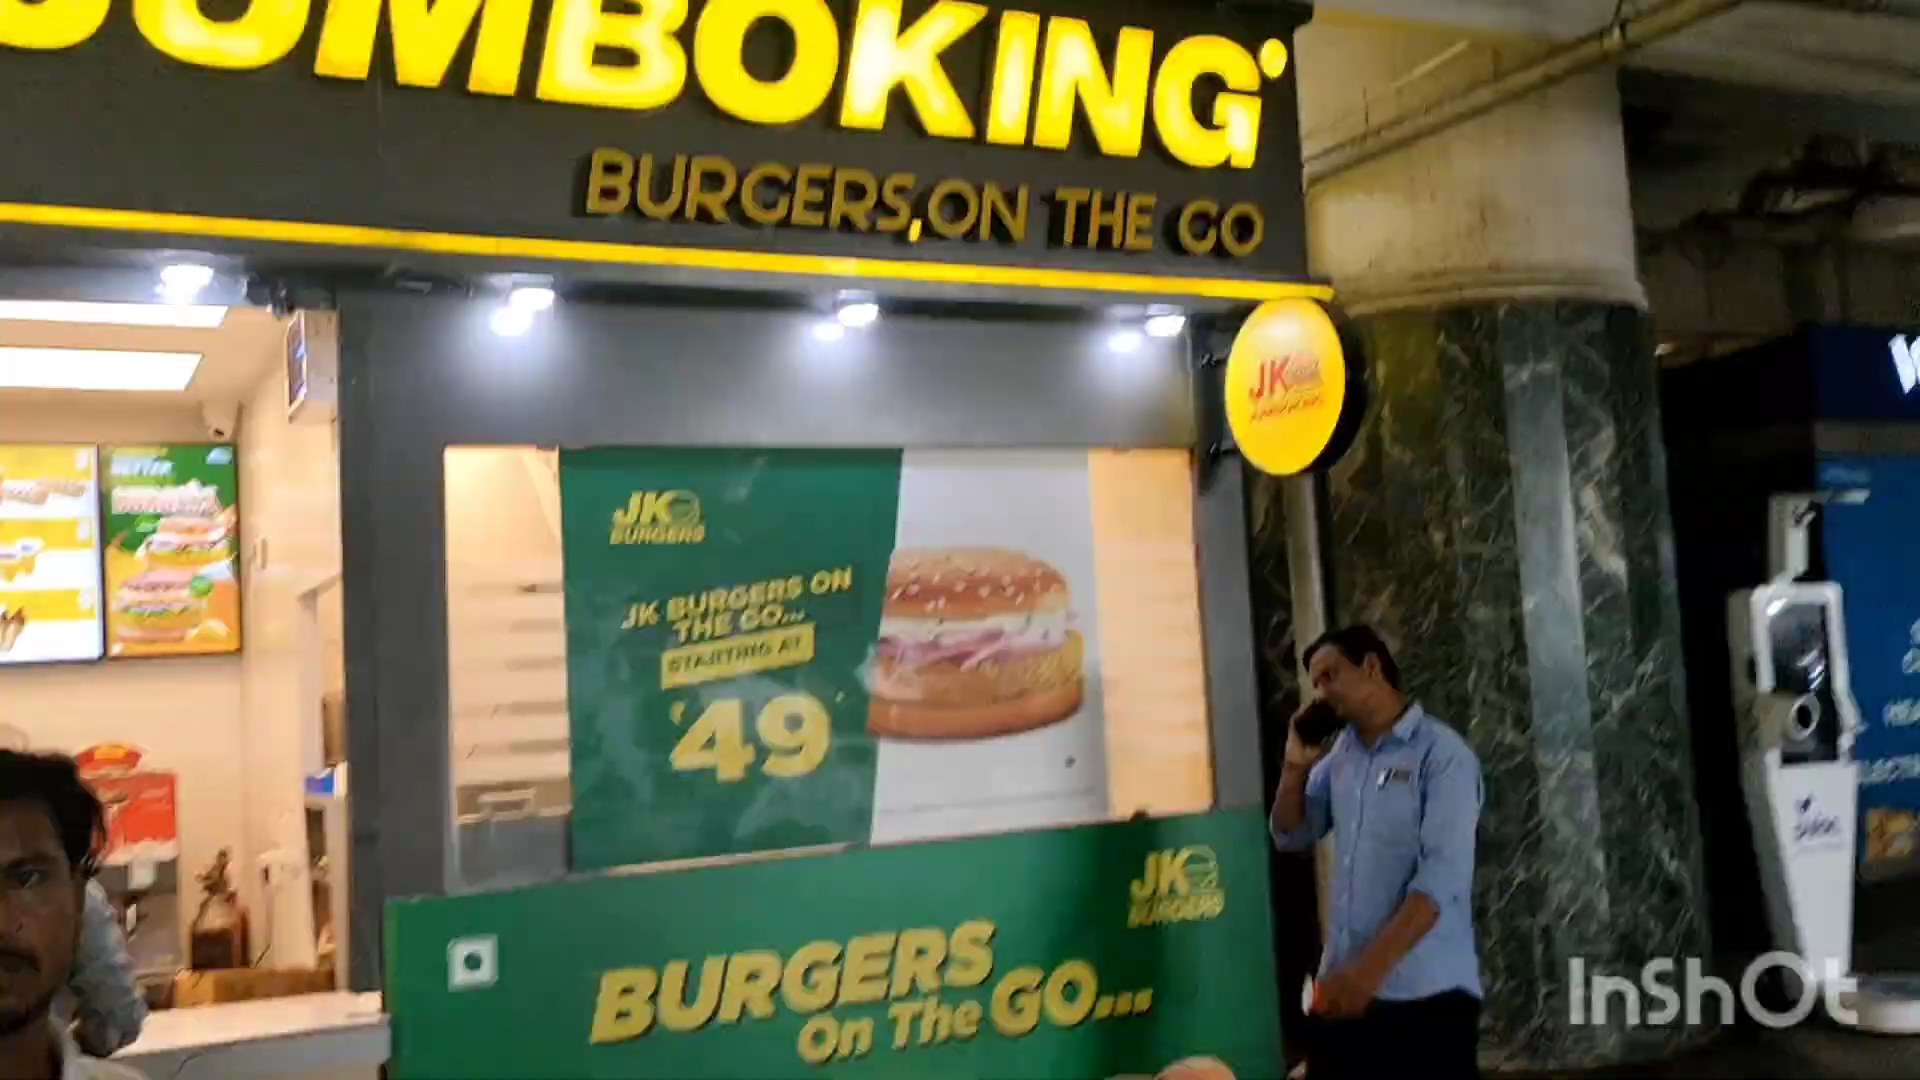 UMBOKING
BURGERS, ON THE GO
JK
JK
BURGERS
JK BURGERS ON
THE GO...
STARTING AT
49
JK
BURGERS
BURGERS
On The GO...
InShOt